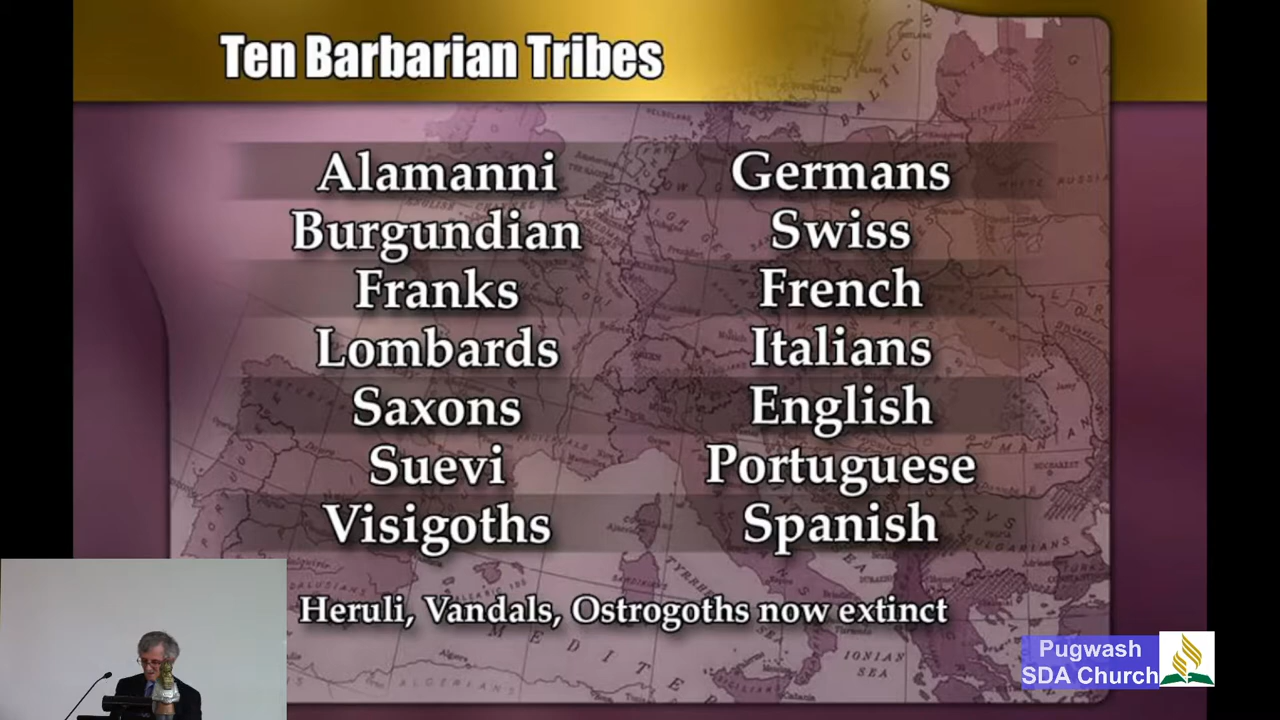 Ten Barbarian Tribes
Alamanni Germans
Burgundian Swiss
Franks French
Lombards Italians
Saxons English
Suevi Portuguese
Visigoths Spanish
Heruli, Vandals, Ostrogoths now extinct
Pugwash
SDA Church